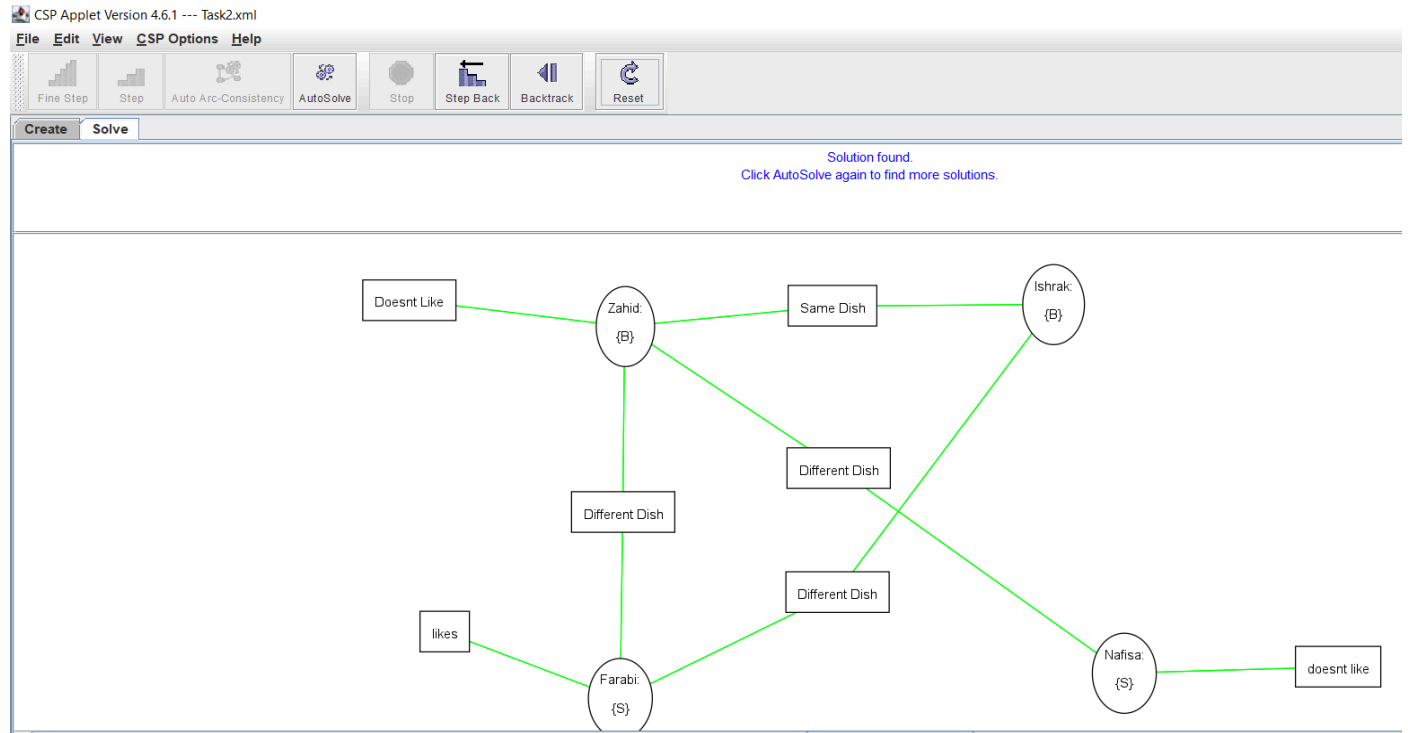 CSP Applet Version 4.6.1 --- Task2.xml
File Edit View CSP Options Help
Fine Step Step Auto Arc-Consistency AutoSolve Stop Step Back Backtrack Reset
Create Solve
Solution found.
Click AutoSolve again to find more solutions.
Doesnt Like
Zahid:
{B}
Same Dish
Ishrak:
{B}
Different Dish
Different Dish
Different Dish
likes
Farabi:
{S}
Nafisa:
{S}
doesnt like